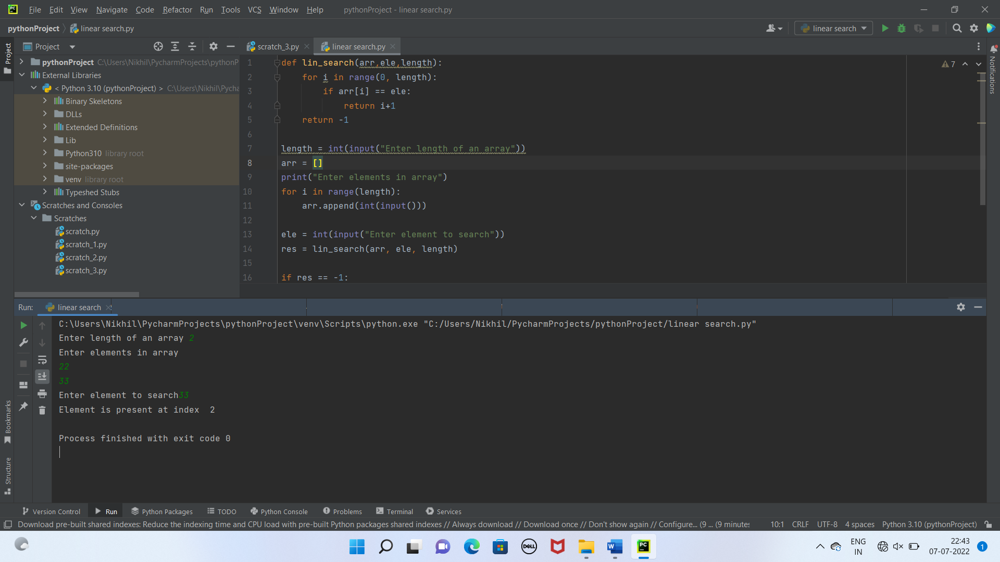 File Edit View Navigate Code Refactor Run Tools VCS Window Help pythonProject - linear search.py
pythonProject linear search.py linear search
Project scratch_3.py linear search.py
Project
pythonProject C:\Users\Nikhil\PycharmProjects\pythonP
External Libraries
< Python 3.10 (pythonProject) > C:\Users\Nikhil\Pycha
Binary Skeletons
DLLs
Extended Definitions
Lib
Python310 library root
site-packages
venv library root
Typeshed Stubs
Scratches and Consoles
Scratches
scratch.py
scratch_1.py
scratch_2.py
scratch_3.py
1 def lin_search(arr,ele,length):
2 for i in range(0, length):
3 if arr[i] == ele:
4 return i+1
5 return -1
6
7 length = int(input("Enter length of an array"))
8 arr = []
9 print("Enter elements in array")
10 for i in range(length):
11 arr.append(int(input()))
12
13 ele = int(input("Enter element to search"))
14 res = lin_search(arr, ele, length)
15
16 if res == -1:
7
Notifications
Run: linear search
C:\Users\Nikhil\PycharmProjects\pythonProject\venv\Scripts\python.exe "C:/Users/Nikhil/PycharmProjects/pythonProject/linear search.py"
Enter length of an array 2
Enter elements in array
22
33
Enter element to search33
Element is present at index  2
Process finished with exit code 0
Bookmarks
Structure
Version Control Run Python Packages TODO Python Console Problems Terminal Services
Download pre-built shared indexes: Reduce the indexing time and CPU load with pre-built Python packages shared indexes // Always download // Download once // Don't show again // Configure... (9 ... (9 minutes 10:1 CRLF UTF-8 4 spaces Python 3.10 (pythonProject)
PC
DELL
W
PC
ENG
IN
22:43
07-07-2022
1